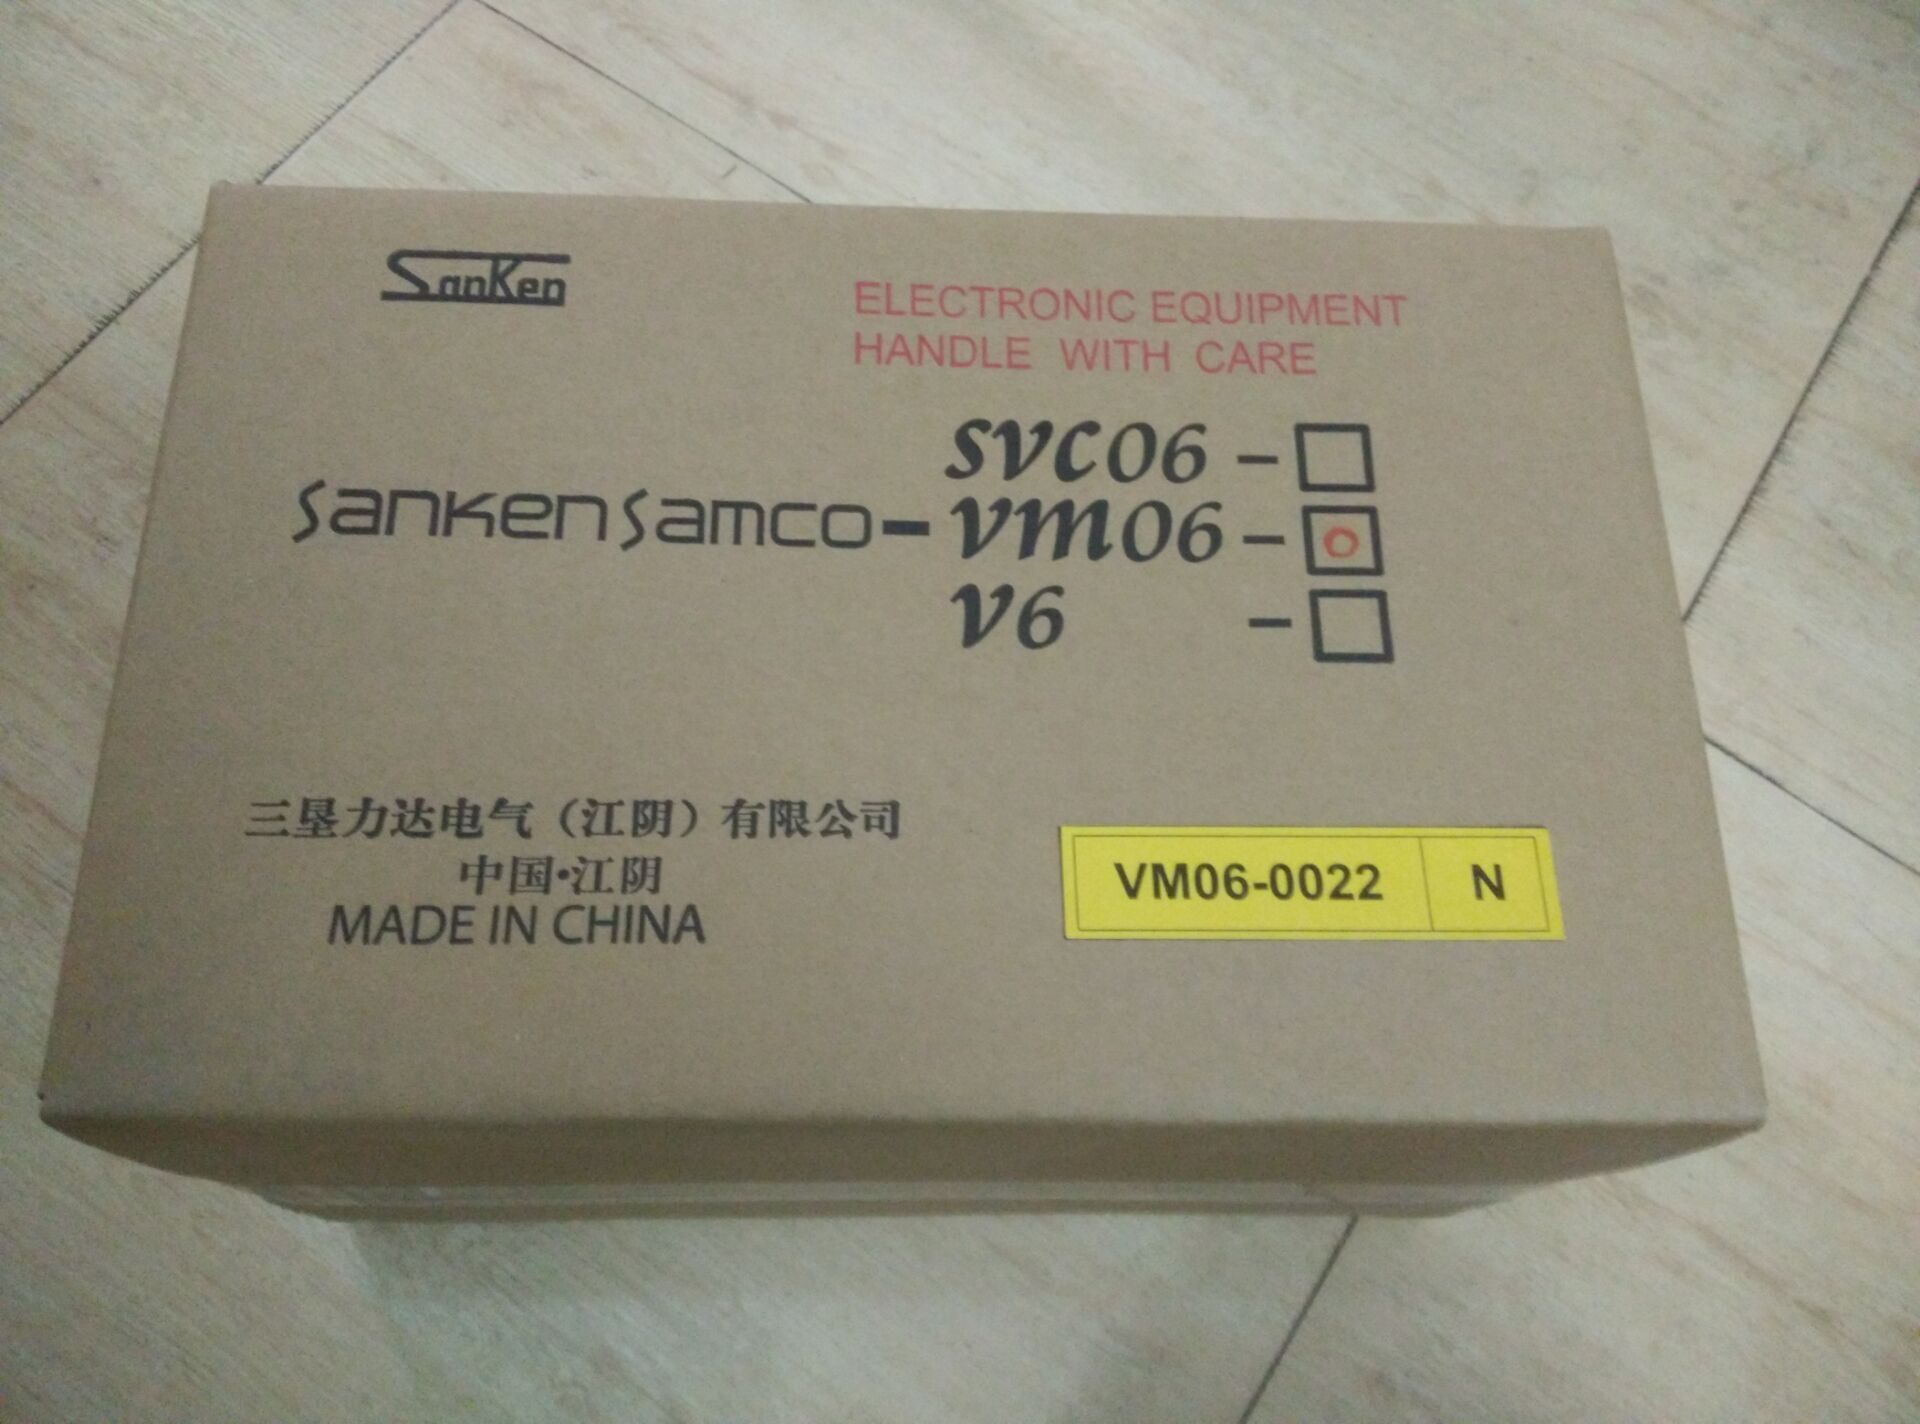 SanKen
ELECTRONIC EQUIPMENT
HANDLE WITH CARE
SVC06 -
sanken samco - VM06 -
V6 -
三垦力达电气（江阴）有限公司
中国·江阴
MADE IN CHINA
VM06-0022 N